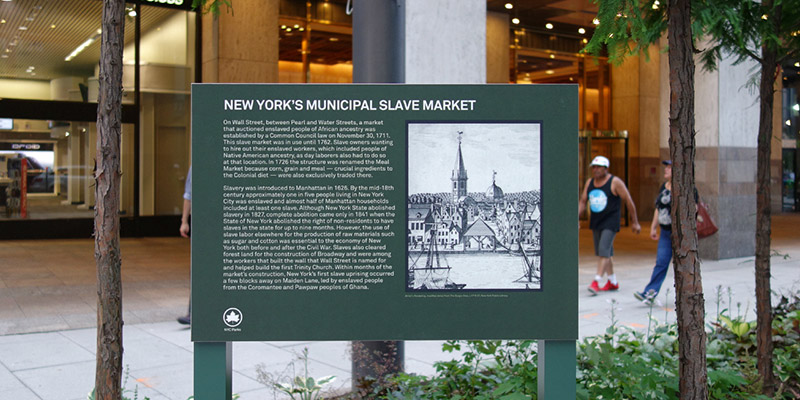 NEW YORK'S MUNICIPAL SLAVE MARKET
On Wall Street, between Pearl and Water Streets, a market
that auctioned enslaved people of African ancestry was
established by a Common Council law on November 30, 1711.
This slave market was in use until 1762. Slave owners wanting
to hire out their enslaved workers, which included people of
Native American ancestry, as day laborers also had to do so
at that location. In 1726 the structure was renamed the Meal
Market because corn, grain and meal — crucial ingredients to
the Colonial diet — were also exclusively traded there.
Slavery was introduced to Manhattan in 1626. By the mid-18th
century approximately one in five people living in New York
City was enslaved and almost half of Manhattan households
included at least one slave. Although New York State abolished
slavery in 1827, complete abolition came only in 1841 when the
State of New York abolished the right of non-residents to have
slaves in the state for up to nine months. However, the use of
slave labor elsewhere for the production of raw materials such
as sugar and cotton was essential to the economy of New
York both before and after the Civil War. Slaves also cleared
forest land for the construction of Broadway and were among
the workers that built the wall that Wall Street is named for
and helped build the first Trinity Church. Within months of the
market's construction, New York's first slave uprising occurred
a few blocks away on Maiden Lane, led by enslaved people
from the Coromantee and Pawpaw peoples of Ghana.
NYC Parks